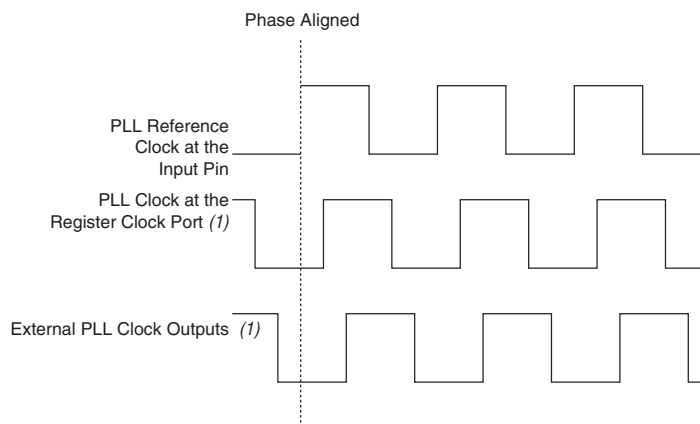 Phase Aligned
PLL Reference
Clock at the
Input Pin
PLL Clock at the
Register Clock Port (1)
External PLL Clock Outputs (1)